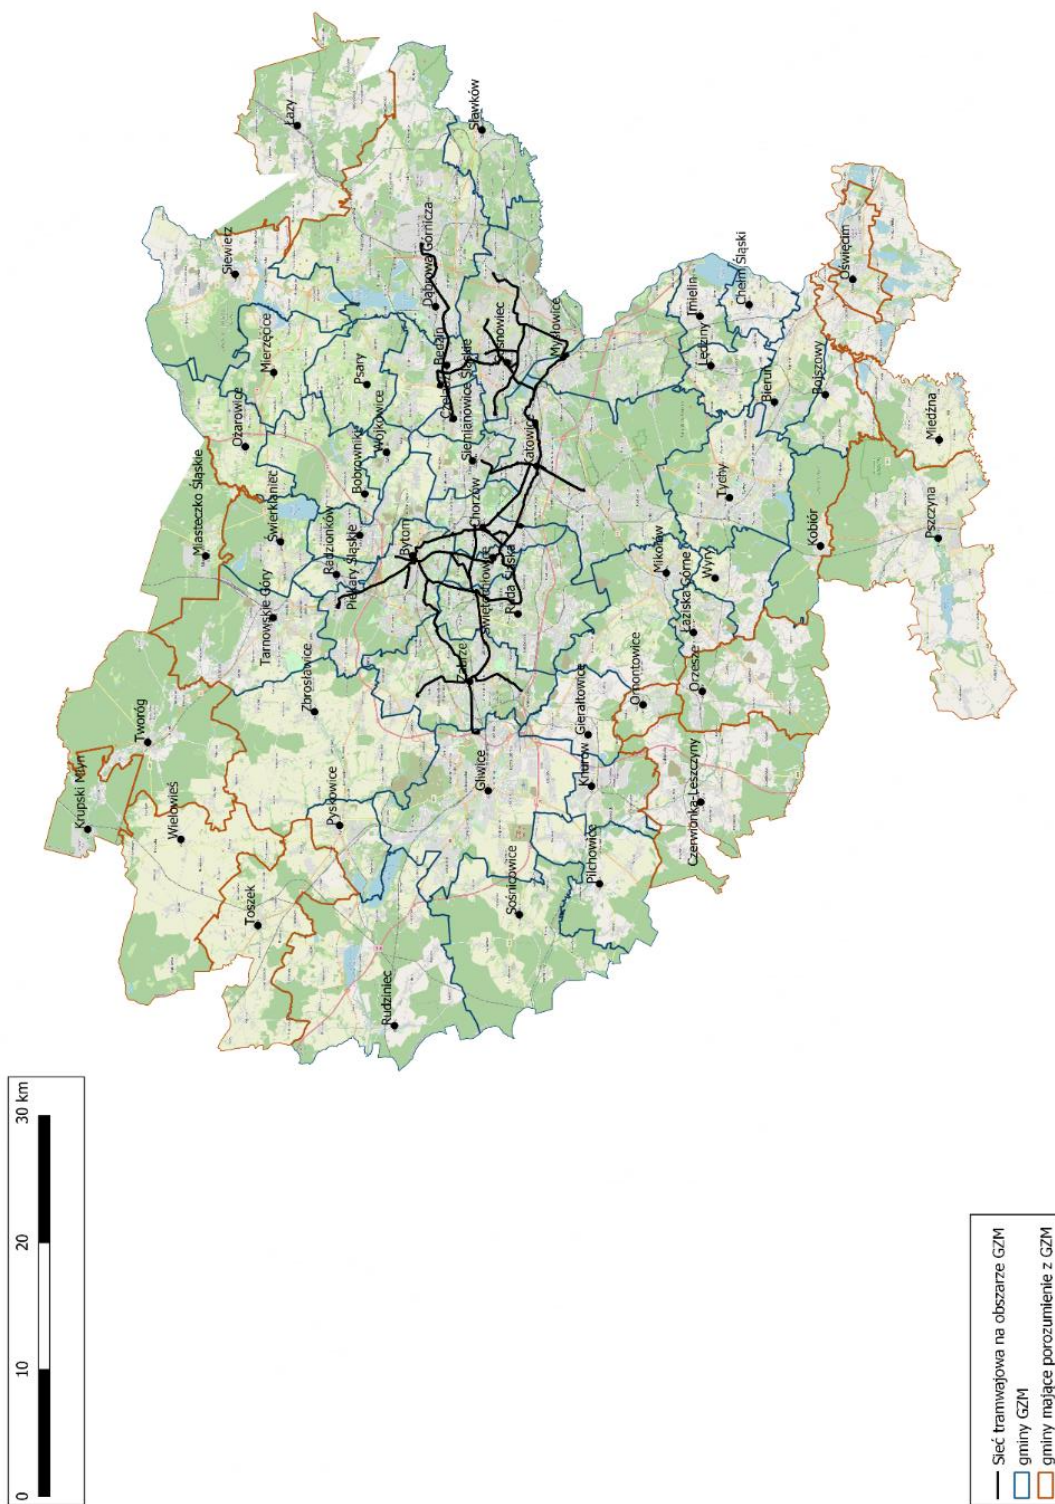 0 10 20 30 km
Krupski Młyn
Tworóg
Wielowieś
Miasteczko Śląskie
Siewierz
Ożarowice
Toszek
Tarnowskie Góry
Mierzęcice
Świerklaniec
Łazy
Zbrosławice
Radzionków
Pyskowice
Piekary Śląskie
Bobrowniki
Psary
Wojkowice
Rudziniec
Bytom
Dąbrowa Górnicza
Będzin
Czeladź
Zabrze
Siemianowice Śląskie
Chorzów
Sławków
Gliwice
Świętochłowice
Sosnowiec
Ruda Śląska
Sośnicowice
Katowice
Mysłowice
Gierałtowice
Knurów
Pilchowice
Ornontowice
Mikołów
Łaziska Górne
Czerwionka-Leszczyny
Imielin
Orzesze
Lędziny
Wyry
Tychy
Chełm Śląski
Bieruń
Kobiór
Bojszowy
Oświęcim
Pszczyna
Miedźna
Sieć tramwajowa na obszarze GZM
gminy GZM
gminy mające porozumienie z GZM